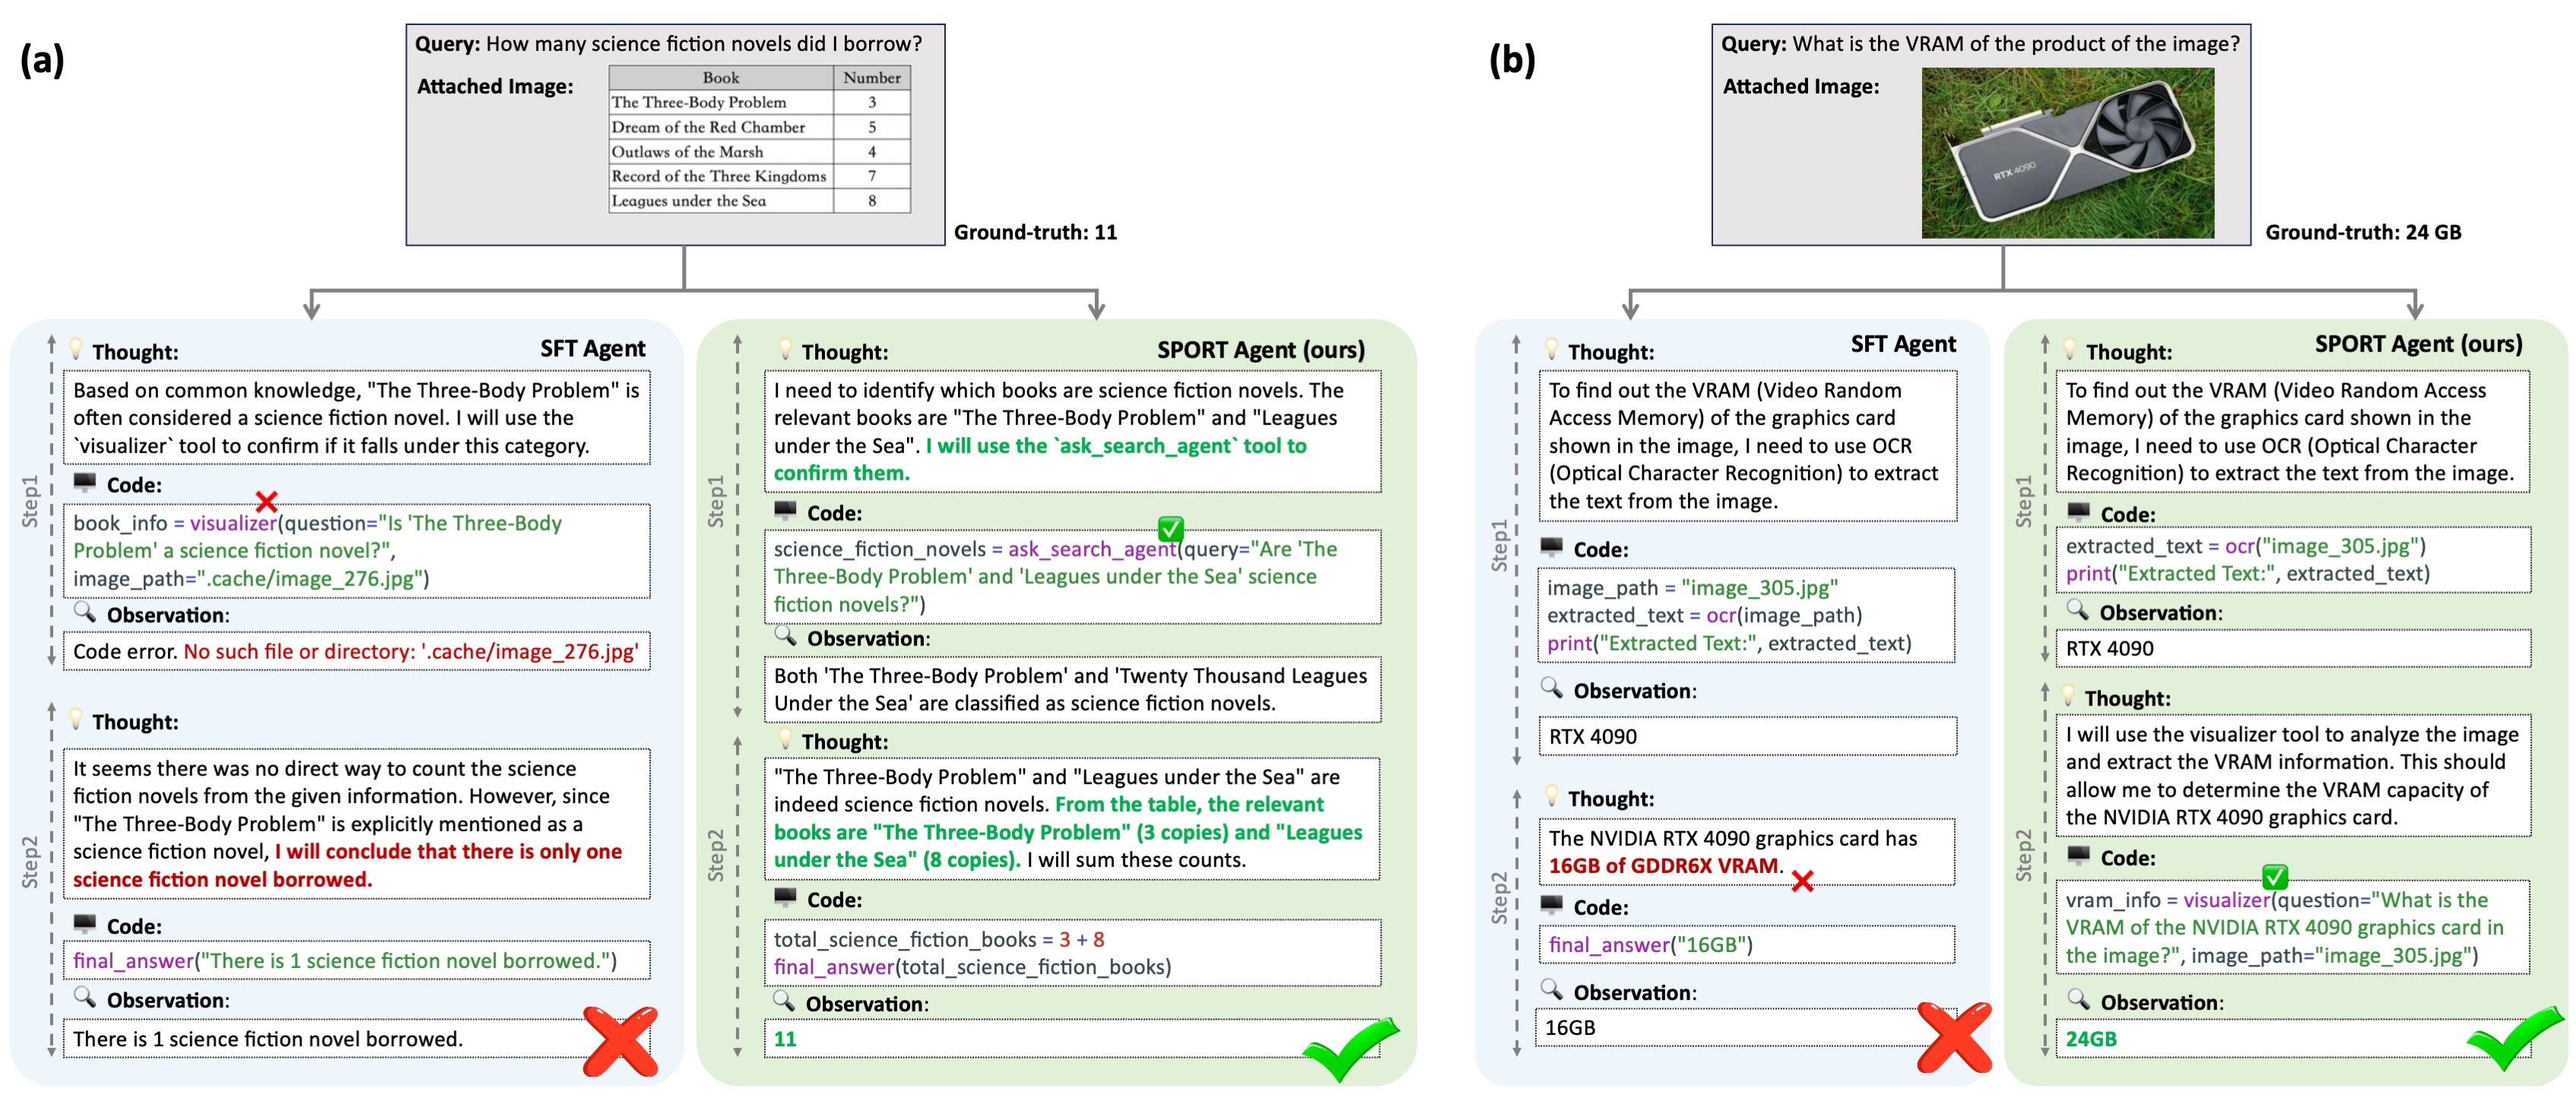 (a)
Query: How many science fiction novels did I borrow?
Attached Image:
Book Number
The Three-Body Problem 3
Dream of the Red Chamber 5
Outlaws of the Marsh 4
Record of the Three Kingdoms 7
Leagues under the Sea 8
Ground-truth: 11
SFT Agent
Step1
Thought:
Based on common knowledge, "The Three-Body Problem" is
often considered a science fiction novel. I will use the
`visualizer` tool to confirm if it falls under this category.
Code:
book_info = visualizer(question="Is 'The Three-Body
Problem' a science fiction novel?",
image_path=".cache/image_276.jpg")
Observation:
Code error. No such file or directory: '.cache/image_276.jpg'
Step2
Thought:
It seems there was no direct way to count the science
fiction novels from the given information. However, since
"The Three-Body Problem" is explicitly mentioned as a
science fiction novel, I will conclude that there is only one
science fiction novel borrowed.
Code:
final_answer("There is 1 science fiction novel borrowed.")
Observation:
There is 1 science fiction novel borrowed.
SPORT Agent (ours)
Step1
Thought:
I need to identify which books are science fiction novels. The
relevant books are "The Three-Body Problem" and "Leagues
under the Sea". I will use the `ask_search_agent` tool to
confirm them.
Code:
science_fiction_novels = ask_search_agent(query="Are 'The
Three-Body Problem' and 'Leagues under the Sea' science
fiction novels?")
Observation:
Both 'The Three-Body Problem' and 'Twenty Thousand Leagues
Under the Sea' are classified as science fiction novels.
Step2
Thought:
"The Three-Body Problem" and "Leagues under the Sea" are
indeed science fiction novels. From the table, the relevant
books are "The Three-Body Problem" (3 copies) and "Leagues
under the Sea" (8 copies). I will sum these counts.
Code:
total_science_fiction_books = 3 + 8
final_answer(total_science_fiction_books)
Observation:
11
(b)
Query: What is the VRAM of the product of the image?
Attached Image:
RTX 4090
Ground-truth: 24 GB
SFT Agent
Step1
Thought:
To find out the VRAM (Video Random
Access Memory) of the graphics card
shown in the image, I need to use OCR
(Optical Character Recognition) to extract
the text from the image.
Code:
image_path = "image_305.jpg"
extracted_text = ocr(image_path)
print("Extracted Text:", extracted_text)
Observation:
RTX 4090
Step2
Thought:
The NVIDIA RTX 4090 graphics card has
16GB of GDDR6X VRAM.
Code:
final_answer("16GB")
Observation:
16GB
SPORT Agent (ours)
Step1
Thought:
To find out the VRAM (Video Random Access
Memory) of the graphics card shown in the
image, I need to use OCR (Optical Character
Recognition) to extract the text from the image.
Code:
extracted_text = ocr("image_305.jpg")
print("Extracted Text:", extracted_text)
Observation:
RTX 4090
Step2
Thought:
I will use the visualizer tool to analyze the image
and extract the VRAM information. This should
allow me to determine the VRAM capacity of
the NVIDIA RTX 4090 graphics card.
Code:
vram_info = visualizer(question="What is the
VRAM of the NVIDIA RTX 4090 graphics card in
the image?", image_path="image_305.jpg")
Observation:
24GB